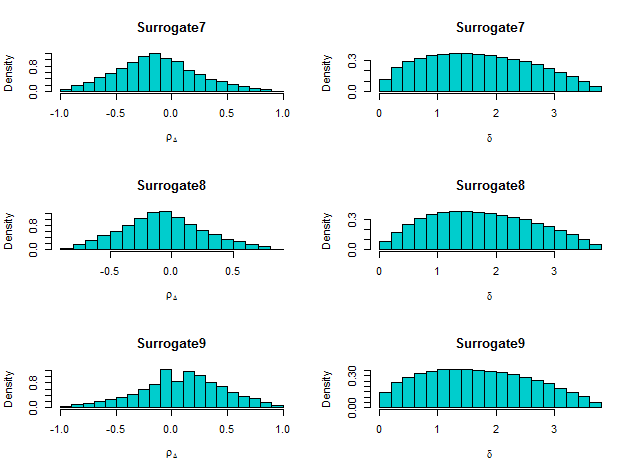 Surrogate7
Density
0.0 0.8
-1.0 -0.5 0.0 0.5 1.0
ρΔ
Surrogate7
Density
0.0 0.3
0 1 2 3
δ
Surrogate8
Density
0.0 0.8
-0.5 0.0 0.5
ρΔ
Surrogate8
Density
0.0 0.3
0 1 2 3
δ
Surrogate9
Density
0.0 0.8
-1.0 -0.5 0.0 0.5 1.0
ρΔ
Surrogate9
Density
0.00 0.30
0 1 2 3
δ